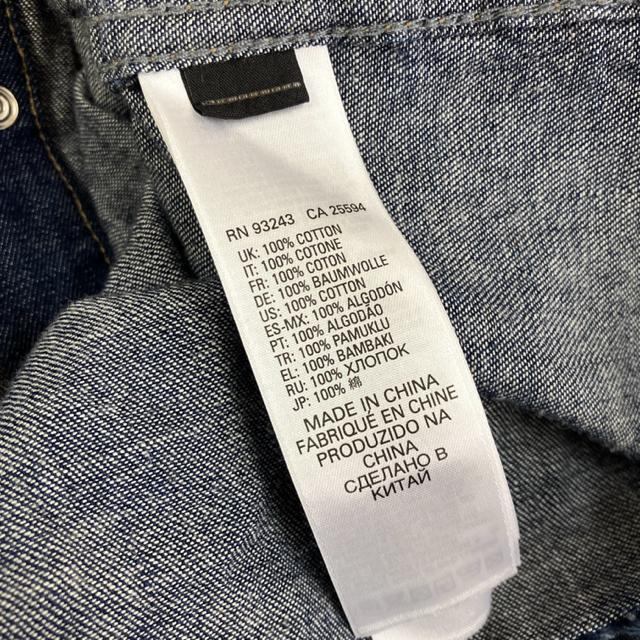 RN 93243 CA 25594
UK: 100% COTTON
IT: 100% COTONE
FR: 100% COTON
DE: 100% BAUMWOLLE
US: 100% COTTON
ES-MX: 100% ALGODÓN
PT: 100% ALGODÃO
TR: 100% PAMUKLU
EL: 100% BAMBAKI
RU: 100% ХЛОПОК
JP: 100% 綿
MADE IN CHINA
FABRIQUÉ EN CHINE
PRODUZIDO NA
CHINA
СДЕЛАНО В
КИТАЙ